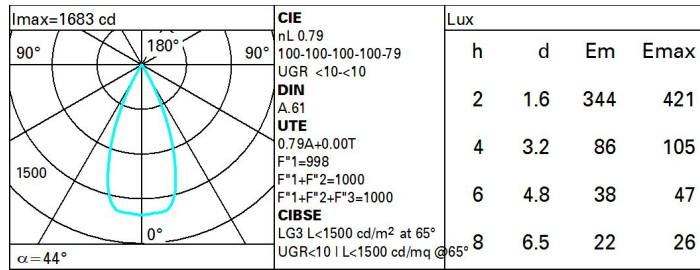 Imax=1683 cd
90° 180° 90°
1500
0°
α=44°
CIE
nL 0.79
100-100-100-100-79
UGR <10-<10
DIN
A.61
UTE
0.79A+0.00T
F"1=998
F"1+F"2=1000
F"1+F"2+F"3=1000
CIBSE
LG3 L<1500 cd/m² at 65°
UGR<10 | L<1500 cd/mq @65°
Lux
h d Em Emax
2 1.6 344 421
4 3.2 86 105
6 4.8 38 47
8 6.5 22 26